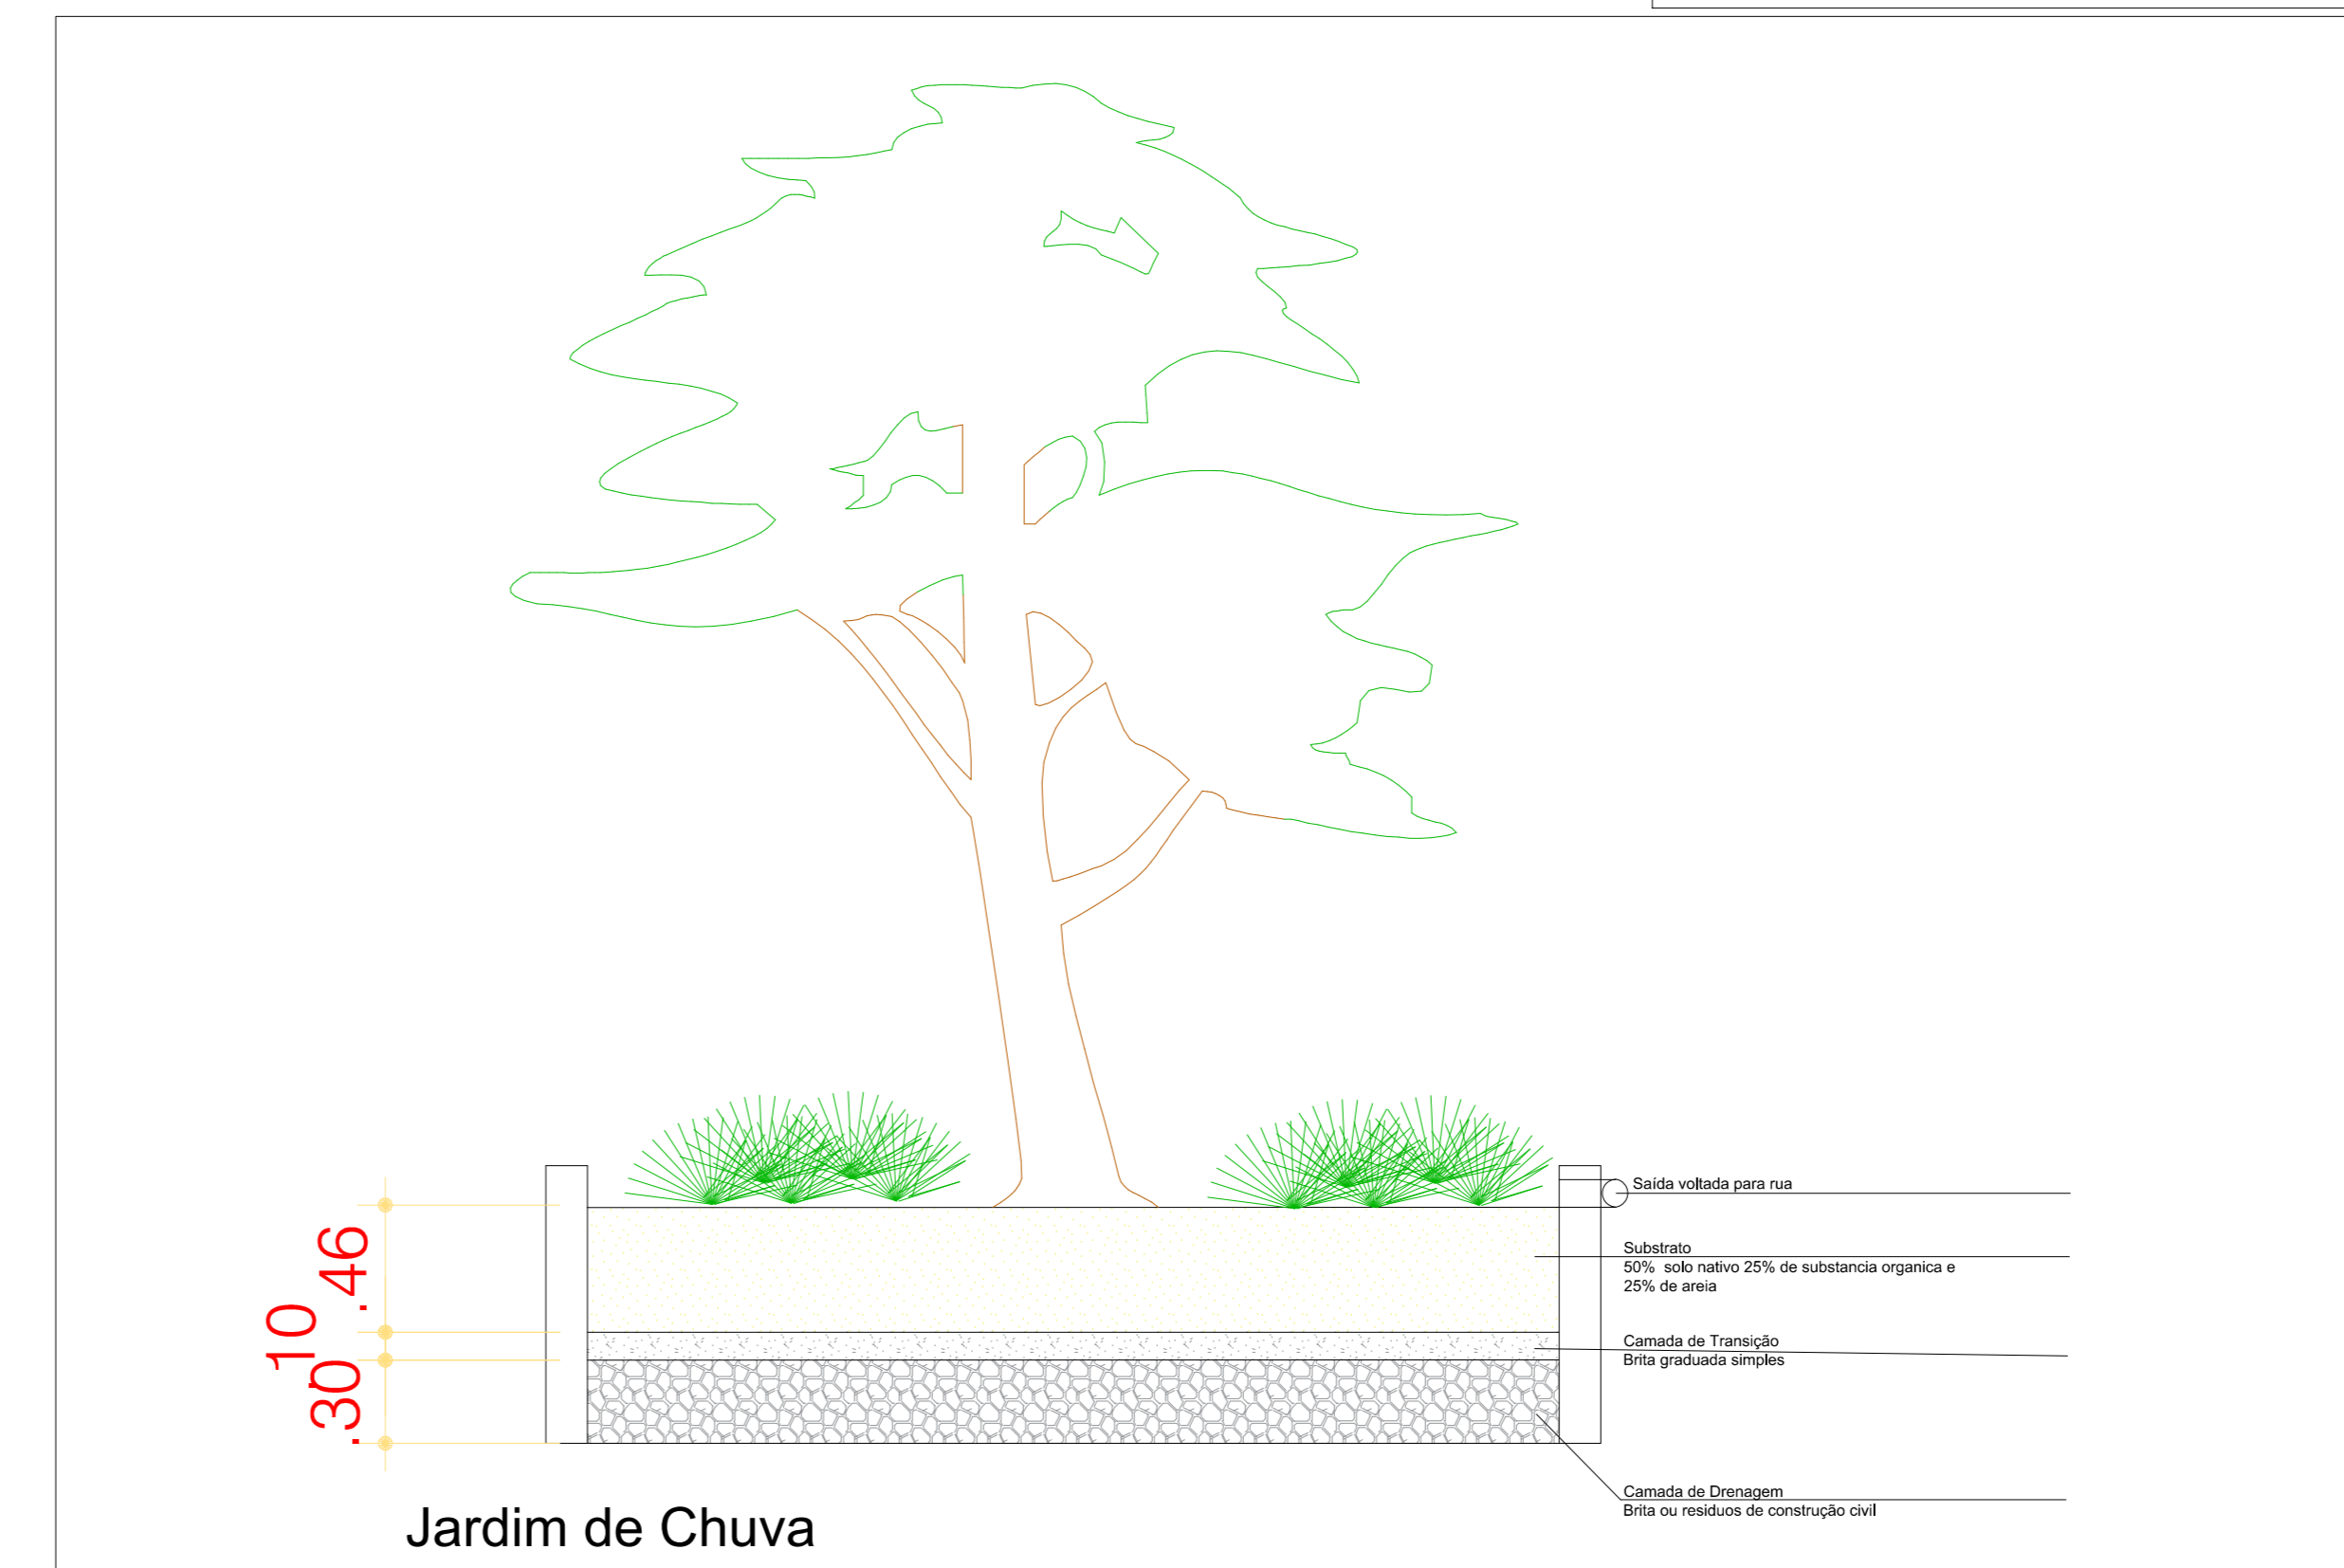 Saída voltada para rua
Substrato
50% solo nativo 25% de substancia organica e
25% de areia
Camada de Transição
Brita graduada simples
Camada de Drenagem
Brita ou residuos de construção civil
.46
10
.30
Jardim de Chuva